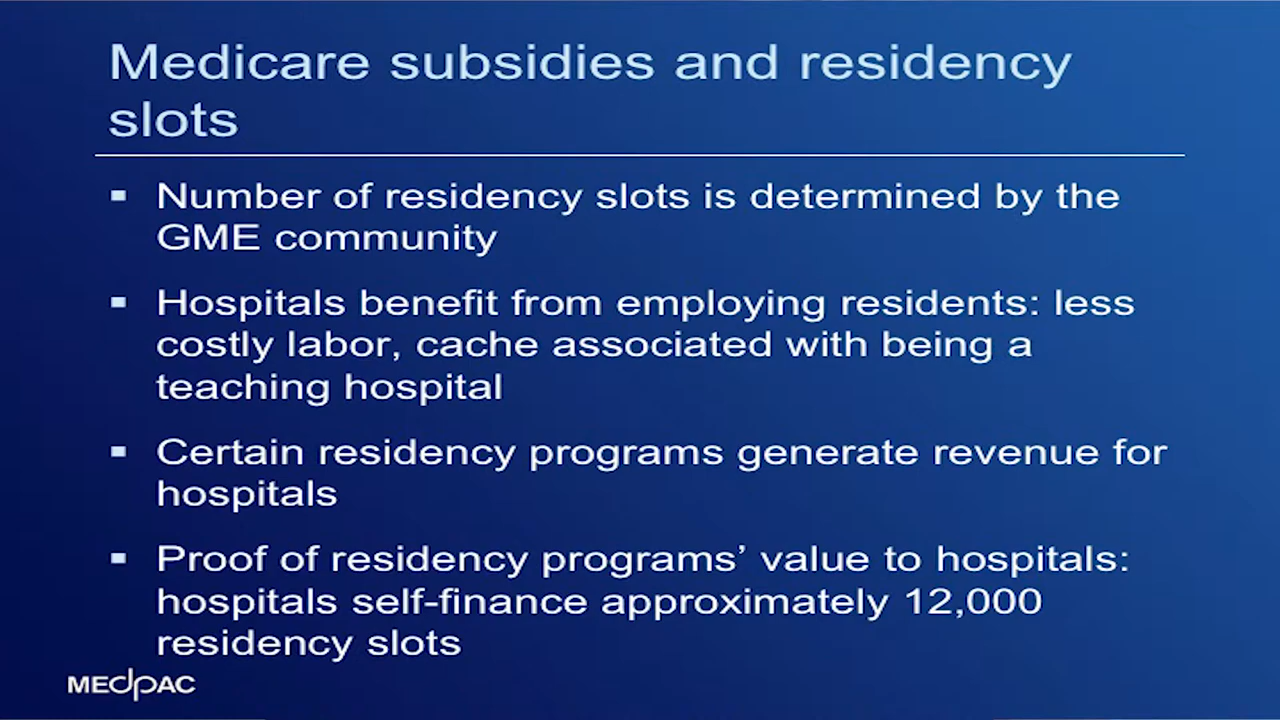 Medicare subsidies and residency
slots
▪ Number of residency slots is determined by the
GME community
▪ Hospitals benefit from employing residents: less
costly labor, cache associated with being a
teaching hospital
▪ Certain residency programs generate revenue for
hospitals
▪ Proof of residency programs’ value to hospitals:
hospitals self-finance approximately 12,000
residency slots
MEdpAC